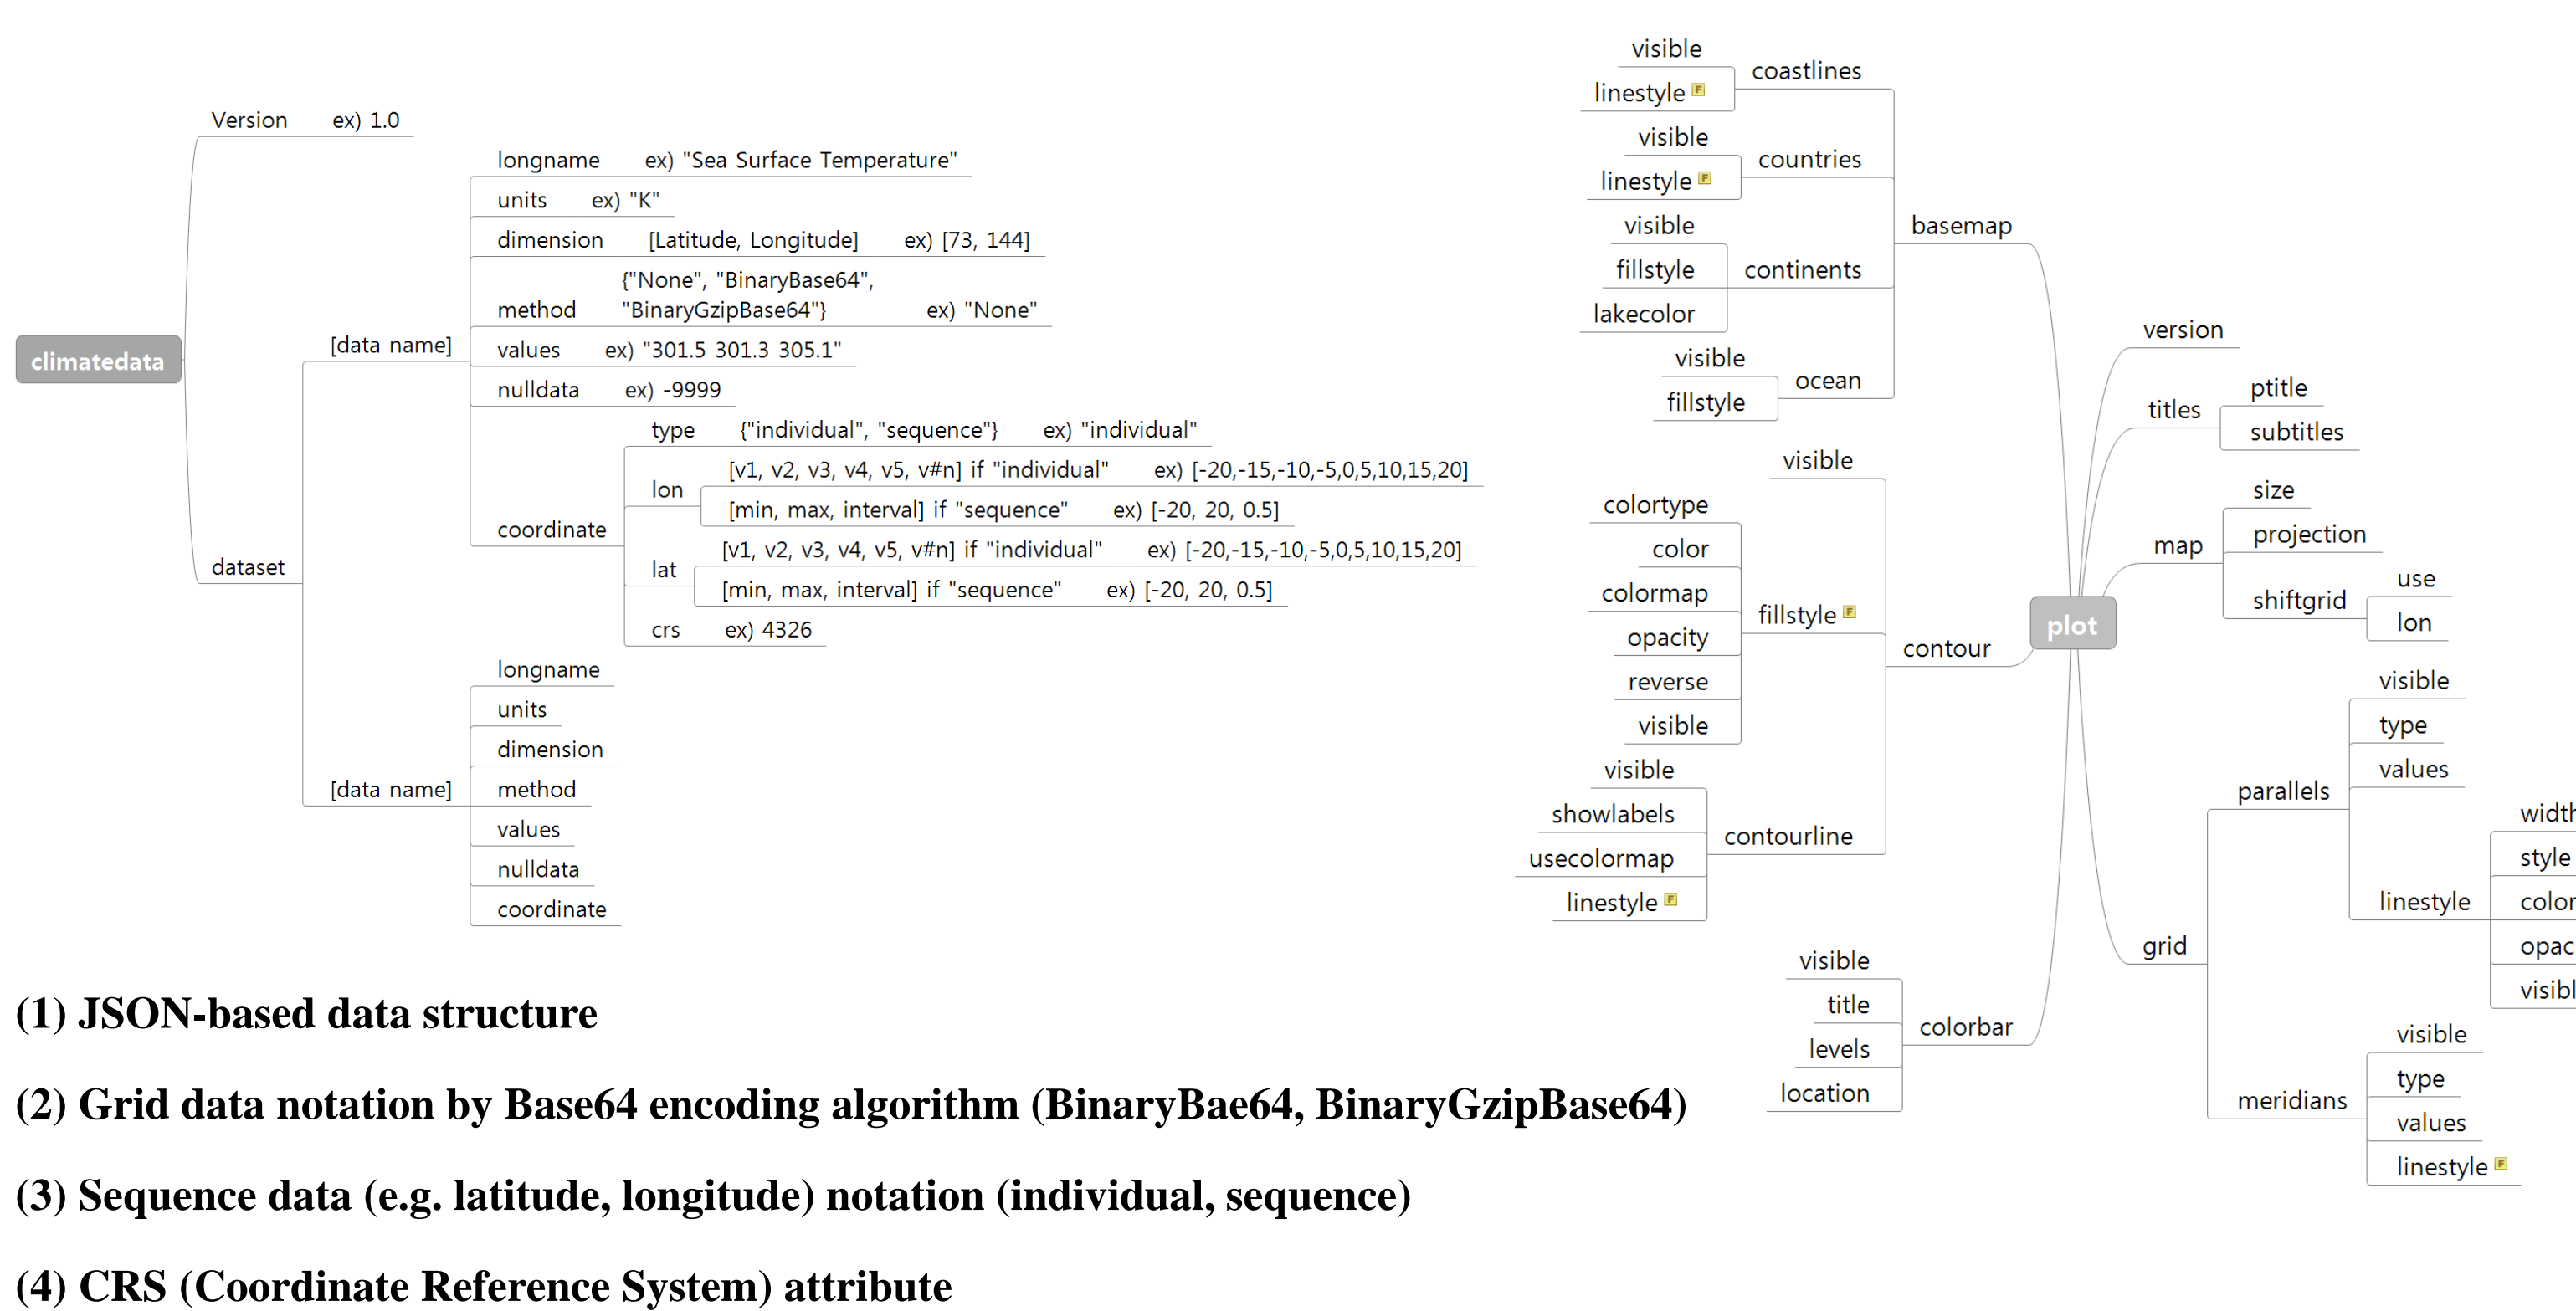 climatedata
Version ex) 1.0
dataset
[data name]
longname ex) "Sea Surface Temperature"
units ex) "K"
dimension [Latitude, Longitude] ex) [73, 144]
method {"None", "BinaryBase64",
"BinaryGzipBase64"} ex) "None"
values ex) "301.5 301.3 305.1"
nulldata ex) -9999
coordinate
type {"individual", "sequence"} ex) "individual"
lon
[v1, v2, v3, v4, v5, v#n] if "individual" ex) [-20,-15,-10,-5,0,5,10,15,20]
[min, max, interval] if "sequence" ex) [-20, 20, 0.5]
lat
[v1, v2, v3, v4, v5, v#n] if "individual" ex) [-20,-15,-10,-5,0,5,10,15,20]
[min, max, interval] if "sequence" ex) [-20, 20, 0.5]
crs ex) 4326
[data name]
longname
units
dimension
method
values
nulldata
coordinate
plot
basemap
coastlines
visible
linestyle
countries
visible
linestyle
continents
visible
fillstyle
lakecolor
ocean
visible
fillstyle
contour
visible
fillstyle
colortype
color
colormap
opacity
reverse
visible
contourline
visible
showlabels
usecolormap
linestyle
colorbar
visible
title
levels
location
version
titles
ptitle
subtitles
map
size
projection
shiftgrid
use
lon
grid
parallels
visible
type
values
linestyle
width
style
color
opac
visibl
meridians
visible
type
values
linestyle
(1) JSON-based data structure
(2) Grid data notation by Base64 encoding algorithm (BinaryBae64, BinaryGzipBase64)
(3) Sequence data (e.g. latitude, longitude) notation (individual, sequence)
(4) CRS (Coordinate Reference System) attribute